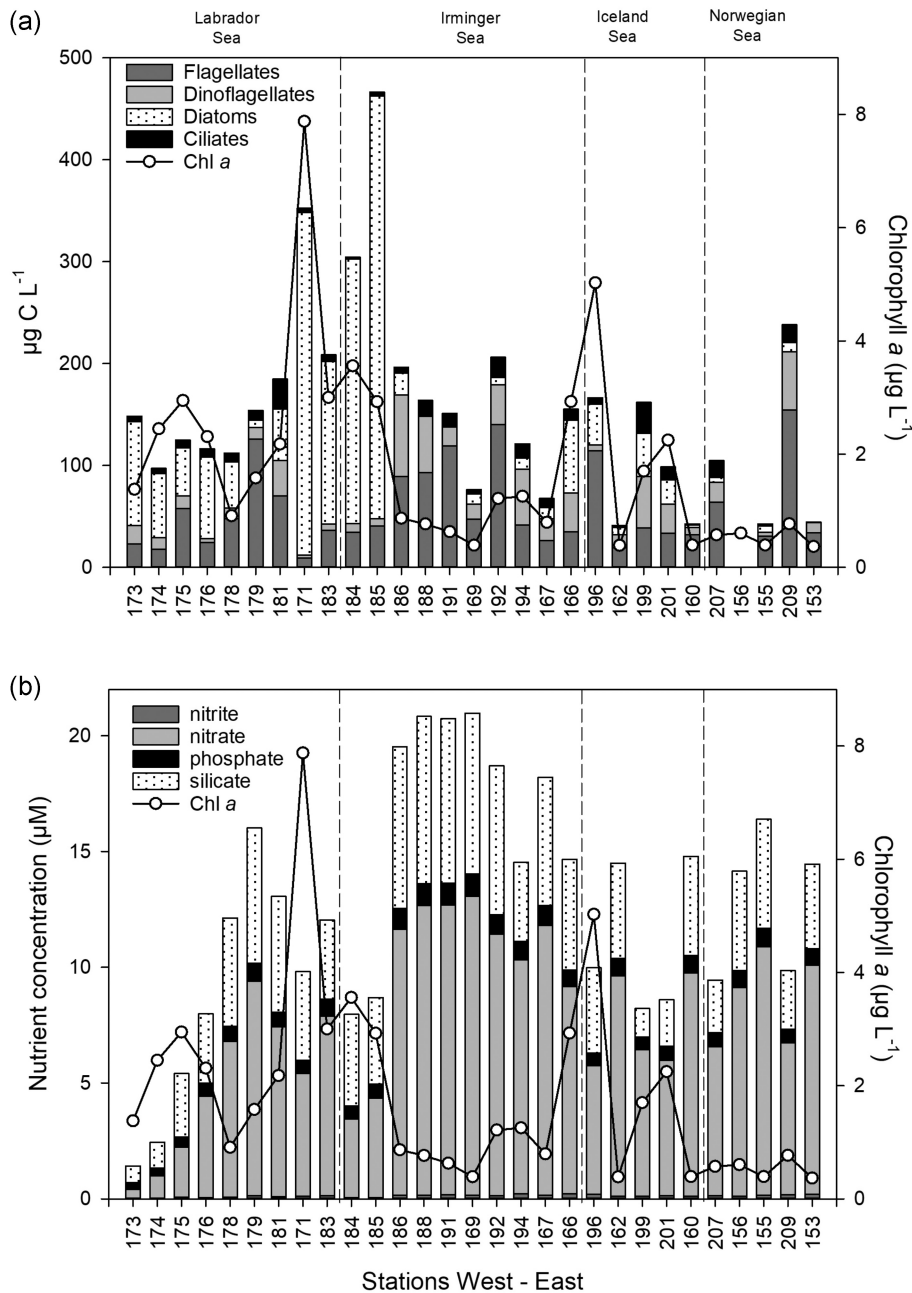 (a)
Labrador Sea
Irminger Sea
Iceland Sea
Norwegian Sea
500
400
300
200
100
0
µg C L⁻¹
Flagellates
Dinoflagellates
Diatoms
Ciliates
Chl a
8
6
4
2
0
Chlorophyll a (µg L⁻¹)
173 174 175 176 178 179 181 171 183 184 185 186 188 191 169 192 194 167 166 196 162 199 201 160 207 156 155 209 153
(b)
20
15
10
5
0
Nutrient concentration (µM)
nitrite
nitrate
phosphate
silicate
Chl a
8
6
4
2
0
Chlorophyll a (µg L⁻¹)
173 174 175 176 178 179 181 171 183 184 185 186 188 191 169 192 194 167 166 196 162 199 201 160 207 156 155 209 153
Stations West - East